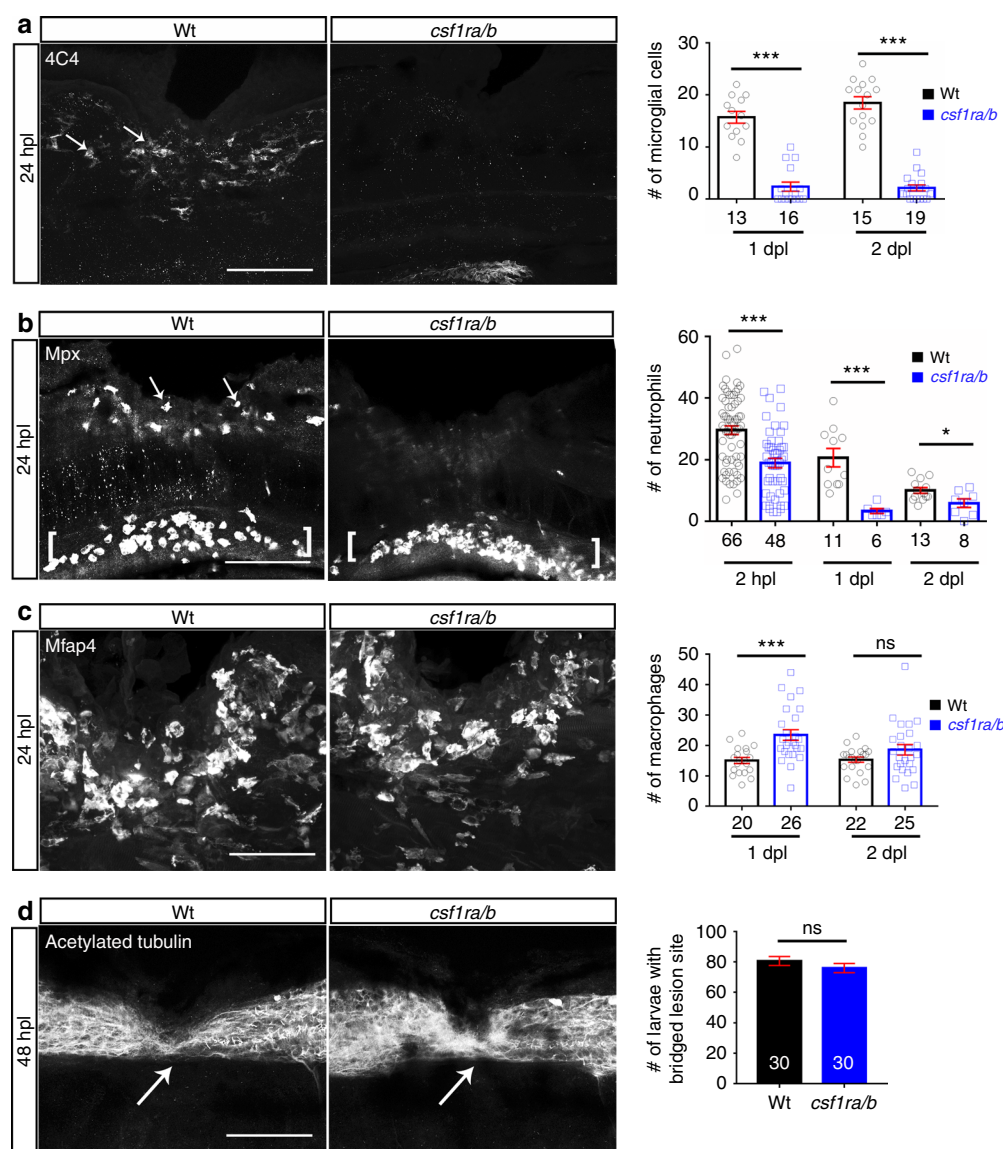 a
Wt
csf1ra/b
24 hpl
4C4
# of microglial cells
30
20
10
0
***
***
Wt
csf1ra/b
13 16 15 19
1 dpl 2 dpl
b
Wt
csf1ra/b
24 hpl
Mpx
[ ] [ ]
# of neutrophils
60
40
20
0
***
***
*
Wt
csf1ra/b
66 48 11 6 13 8
2 hpl 1 dpl 2 dpl
c
Wt
csf1ra/b
24 hpl
Mfap4
# of macrophages
50
40
30
20
10
0
***
ns
Wt
csf1ra/b
20 26 22 25
1 dpl 2 dpl
d
Wt
csf1ra/b
48 hpl
Acetylated tubulin
# of larvae with
bridged lesion site
100
80
60
40
20
0
ns
30 30
Wt csf1ra/b